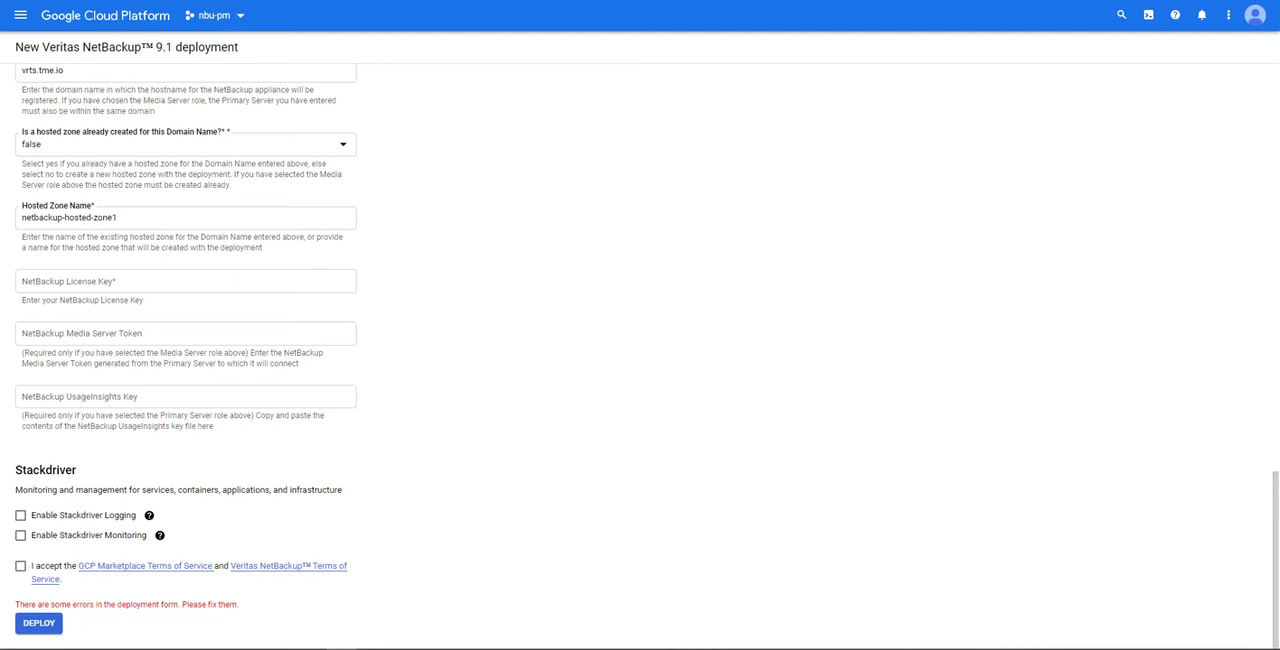 Google Cloud Platform nbu-pm
New Veritas NetBackup™ 9.1 deployment
vrts.tme.io
Enter the domain name in which the hostname for the NetBackup appliance will be
registered. If you have chosen the Media Server role, the Primary Server you have entered
must also be within the same domain
Is a hosted zone already created for this Domain Name?* *
false
Select yes if you already have a hosted zone for the Domain Name entered above, else
select no to create a new hosted zone with the deployment. If you have selected the Media
Server role above the hosted zone must be created already.
Hosted Zone Name*
netbackup-hosted-zone1
Enter the name of the existing hosted zone for the Domain Name entered above, or provide
a name for the hosted zone that will be created with the deployment
NetBackup License Key*
Enter your NetBackup License Key
NetBackup Media Server Token
(Required only if you have selected the Media Server role above) Enter the NetBackup
Media Server Token generated from the Primary Server to which it will connect
NetBackup UsageInsights Key
(Required only if you have selected the Primary Server role above) Copy and paste the
contents of the NetBackup UsageInsights key file here
Stackdriver
Monitoring and management for services, containers, applications, and infrastructure
Enable Stackdriver Logging
Enable Stackdriver Monitoring
I accept the GCP Marketplace Terms of Service and Veritas NetBackup™ Terms of
Service.
There are some errors in the deployment form. Please fix them.
DEPLOY